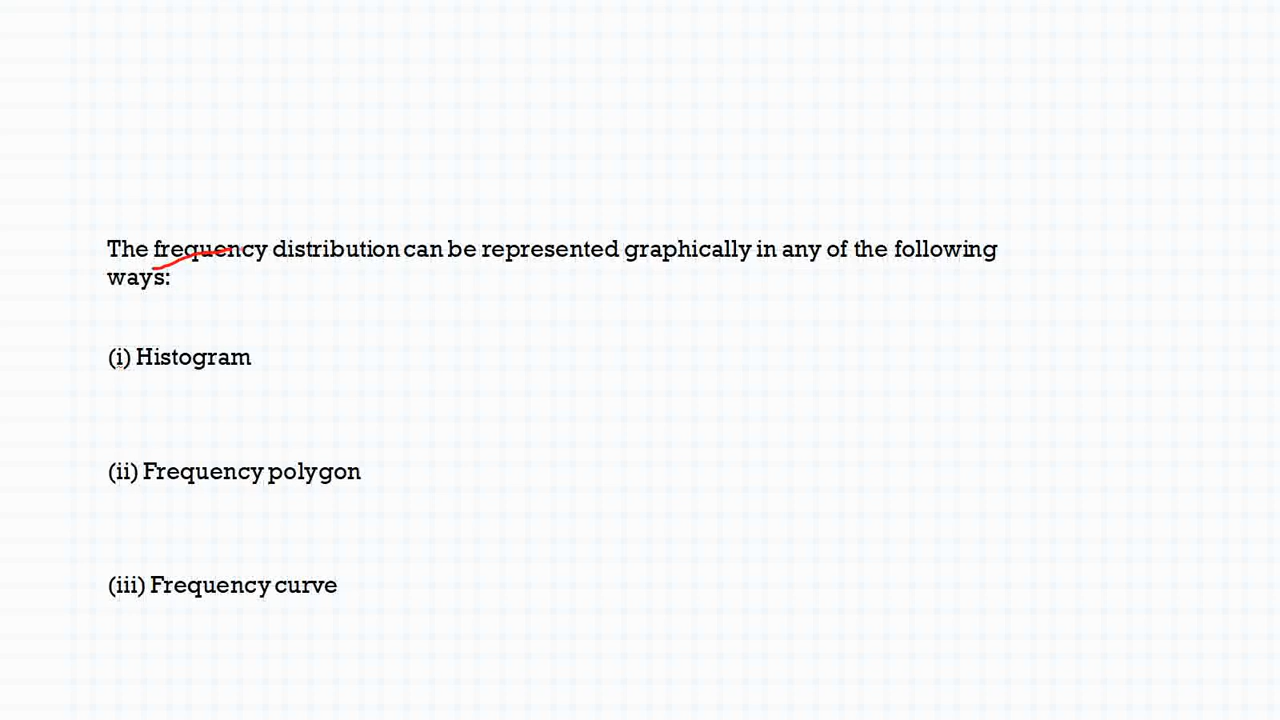 The frequency distribution can be represented graphically in any of the following
ways:
(i) Histogram
(ii) Frequency polygon
(iii) Frequency curve